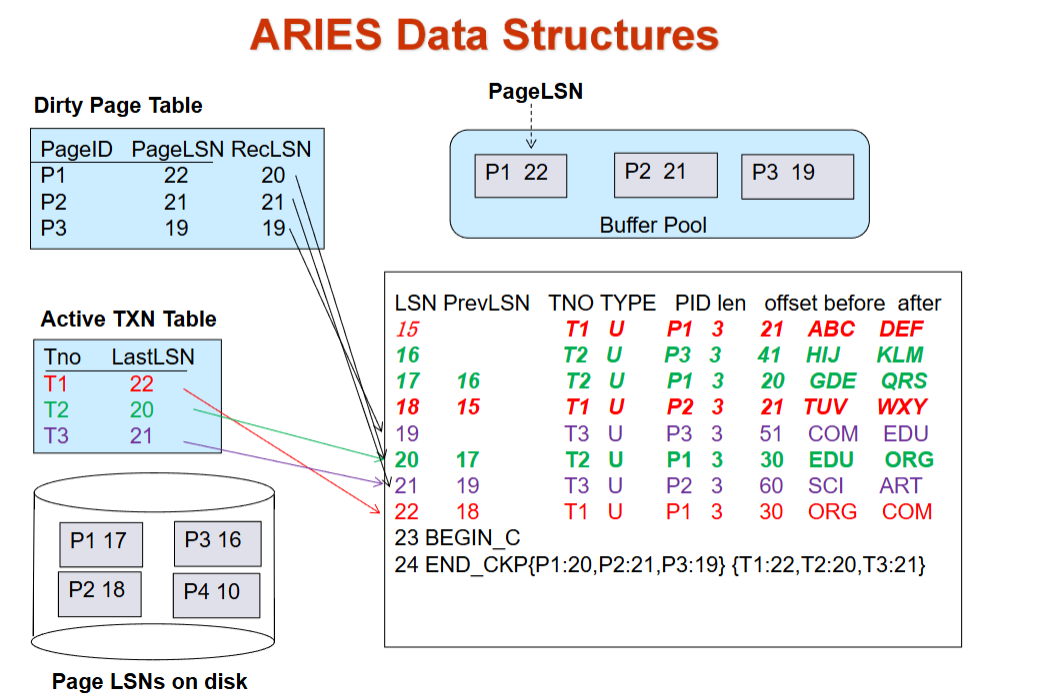 ARIES Data Structures
Dirty Page Table
PageID PageLSN RecLSN
P1 22 20
P2 21 21
P3 19 19
PageLSN
P1 22
P2 21
P3 19
Buffer Pool
Active TXN Table
Tno LastLSN
T1 22
T2 20
T3 21
LSN PrevLSN TNO TYPE PID len offset before after
15 T1 U P1 3 21 ABC DEF
16 T2 U P3 3 41 HIJ KLM
17 16 T2 U P1 3 20 GDE QRS
18 15 T1 U P2 3 21 TUV WXY
19 T3 U P3 3 51 COM EDU
20 17 T2 U P1 3 30 EDU ORG
21 19 T3 U P2 3 60 SCI ART
22 18 T1 U P1 3 30 ORG COM
23 BEGIN_C
24 END_CKP{P1:20,P2:21,P3:19} {T1:22,T2:20,T3:21}
P1 17
P3 16
P2 18
P4 10
Page LSNs on disk